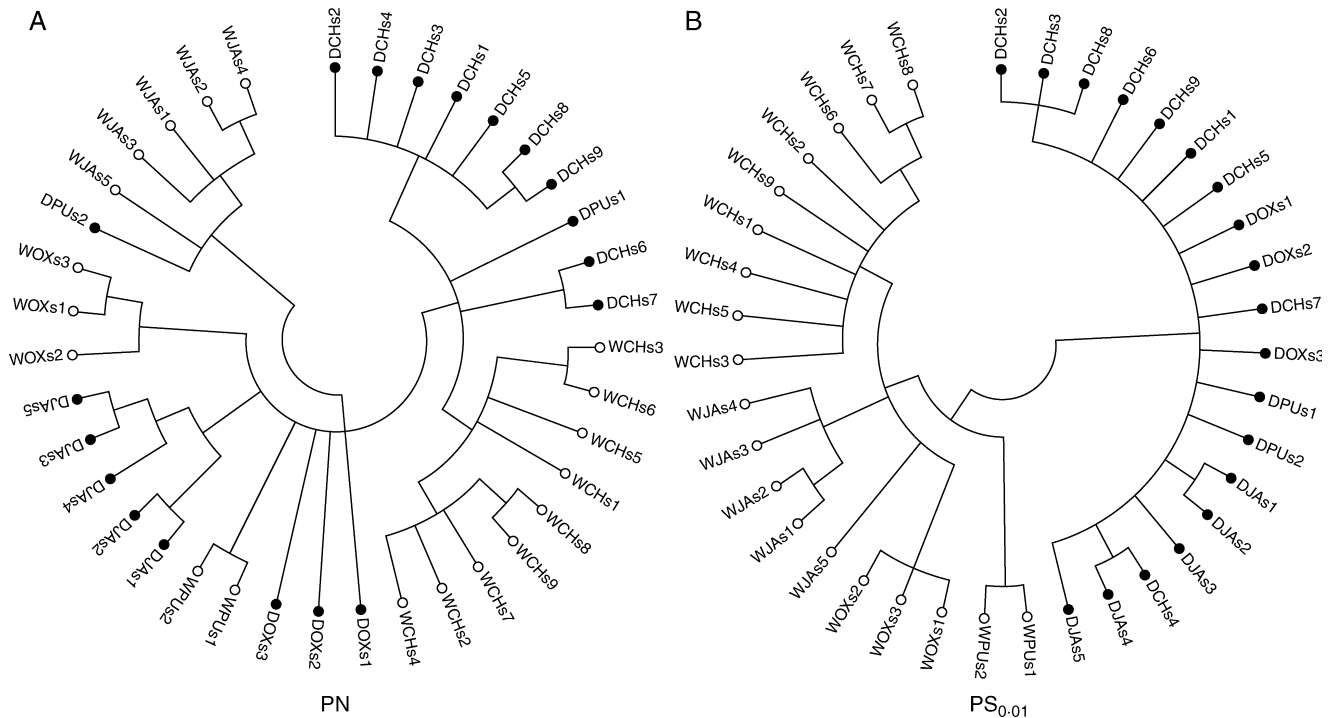 A
DCHs2
DCHs4
DCHs3
DCHs1
DCHs5
DCHs8
DCHs9
DPUs1
DCHs6
DCHs7
WCHs3
WCHs6
WCHs5
WCHs1
WCHs8
WCHs9
WCHs7
WCHs2
WCHs4
DOXs1
DOXs2
DOXs3
WPUs1
WPUs2
DJAs1
DJAs2
DJAs4
DJAs3
DJAs5
WOXs2
WOXs1
WOXs3
DPUs2
WJAs5
WJAs3
WJAs1
WJAs2
WJAs4
PN
B
DCHs2
DCHs3
DCHs8
DCHs6
DCHs9
DCHs1
DCHs5
DOXs1
DOXs2
DCHs7
DOXs3
DPUs1
DPUs2
DJAs1
DJAs2
DJAs3
DCHs4
DJAs4
DJAs5
WPUs1
WPUs2
WOXs1
WOXs3
WOXs2
WJAs5
WJAs1
WJAs2
WJAs3
WJAs4
WCHs3
WCHs5
WCHs4
WCHs1
WCHs9
WCHs2
WCHs6
WCHs7
WCHs8
PS0·01